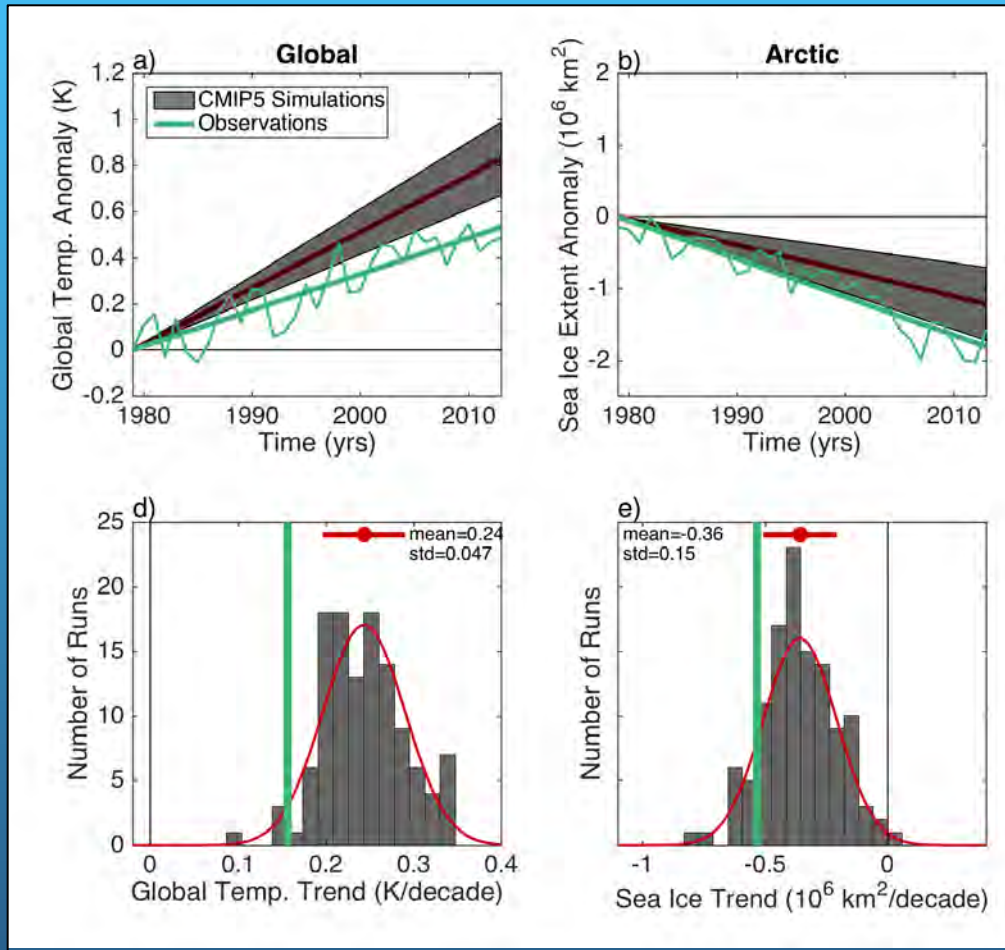 a)
Global
1.2
1
0.8
0.6
0.4
0.2
0
-0.2
Global Temp. Anomaly (K)
CMIP5 Simulations
Observations
1980
1990
2000
2010
Time (yrs)
b)
Arctic
2
1
0
-1
-2
Sea Ice Extent Anomaly (10⁶ km²)
1980
1990
2000
2010
Time (yrs)
d)
25
20
15
10
5
0
Number of Runs
mean=0.24
std=0.047
0
0.1
0.2
0.3
0.4
Global Temp. Trend (K/decade)
e)
Number of Runs
mean=-0.36
std=0.15
-1
-0.5
0
Sea Ice Trend (10⁶ km²/decade)